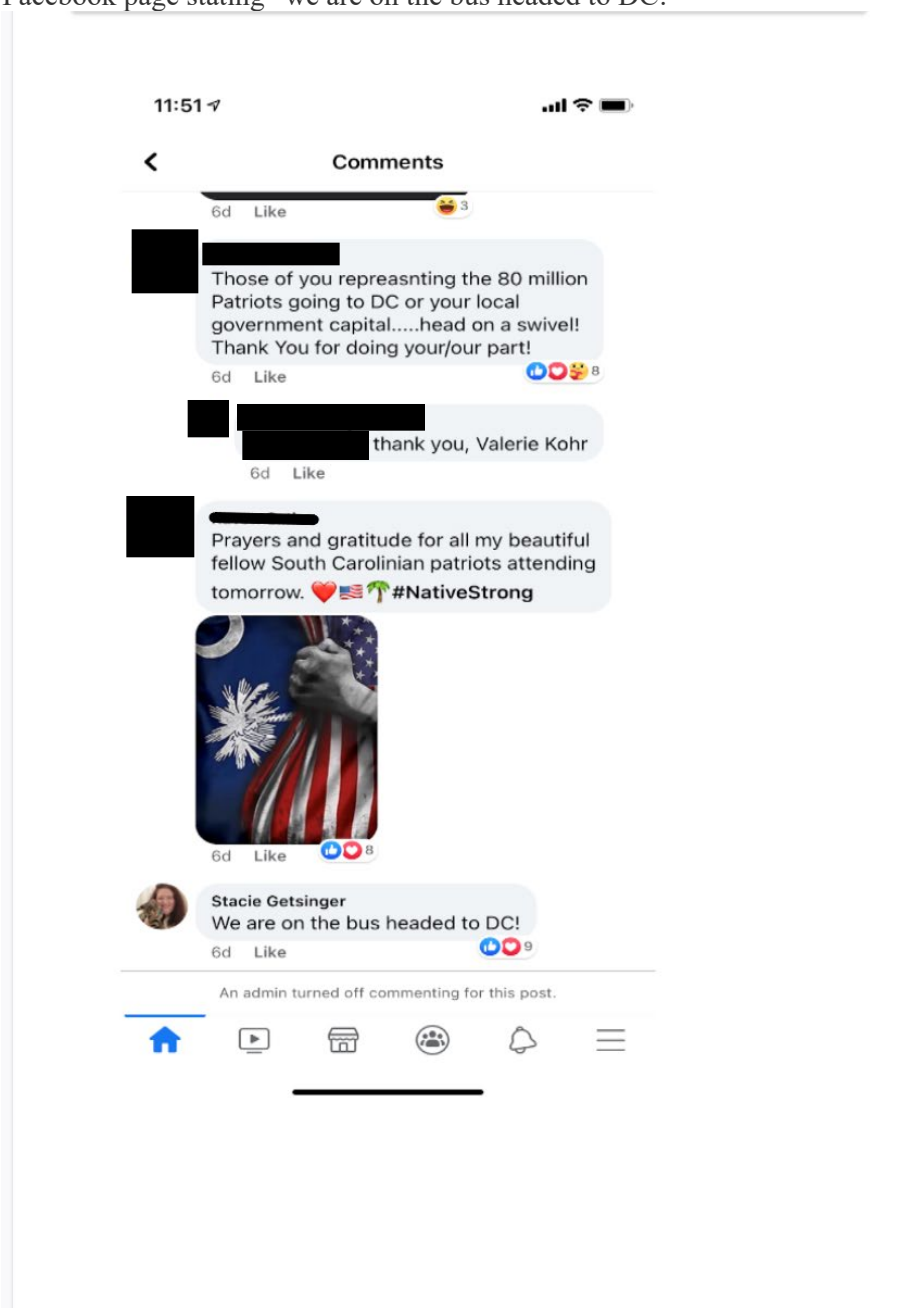 Facebook page stating "we are on the bus headed to DC!"
11:51
Comments
6d Like 3
Those of you repreasnting the 80 million
Patriots going to DC or your local
government capital.....head on a swivel!
Thank You for doing your/our part!
6d Like 8
thank you, Valerie Kohr
6d Like
Prayers and gratitude for all my beautiful
fellow South Carolinian patriots attending
tomorrow. ❤️🇺🇸🌴#NativeStrong
6d Like 8
Stacie Getsinger
We are on the bus headed to DC!
6d Like 9
An admin turned off commenting for this post.